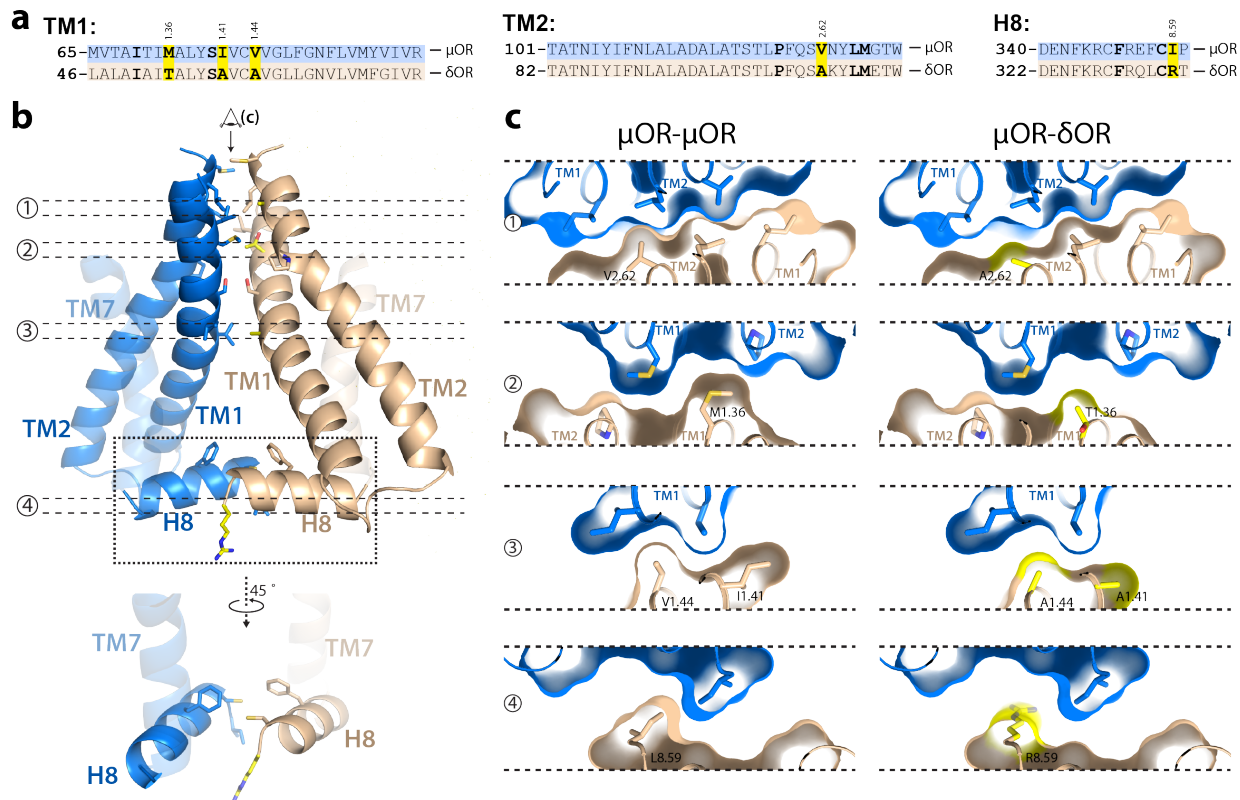 a
TM1:
1.36 1.41 1.44
65-MVTAITIMALYSIVCVVGLFGNFLVMYVIVR — μOR
46-LALAIAITALYSAVCAVGLLGNVLVMFGIVR — δOR
TM2:
2.62
101-TATNIYIFNLALADALATSTLPFQSVNYLMGTW — μOR
82-TATNIYIFNLALADALATSTLPFQSAKYLMETW — δOR
H8:
8.59
340-DENFKRCFREFCIP — μOR
322-DENFKRCFRQLCRT — δOR
b
(c)
1
2
TM7
TM7
3
TM1
TM2
TM1
TM2
4
H8
H8
45 °
TM7
TM7
H8
H8
c
μOR-μOR
μOR-δOR
1
TM1
TM2
V2.62
TM2
TM1
TM1
TM2
A2.62
TM2
TM1
2
TM1
TM2
M1.36
TM2
TM1
TM1
TM2
T1.36
TM2
TM1
3
TM1
V1.44
I1.41
TM1
A1.44
A1.41
4
L8.59
R8.59